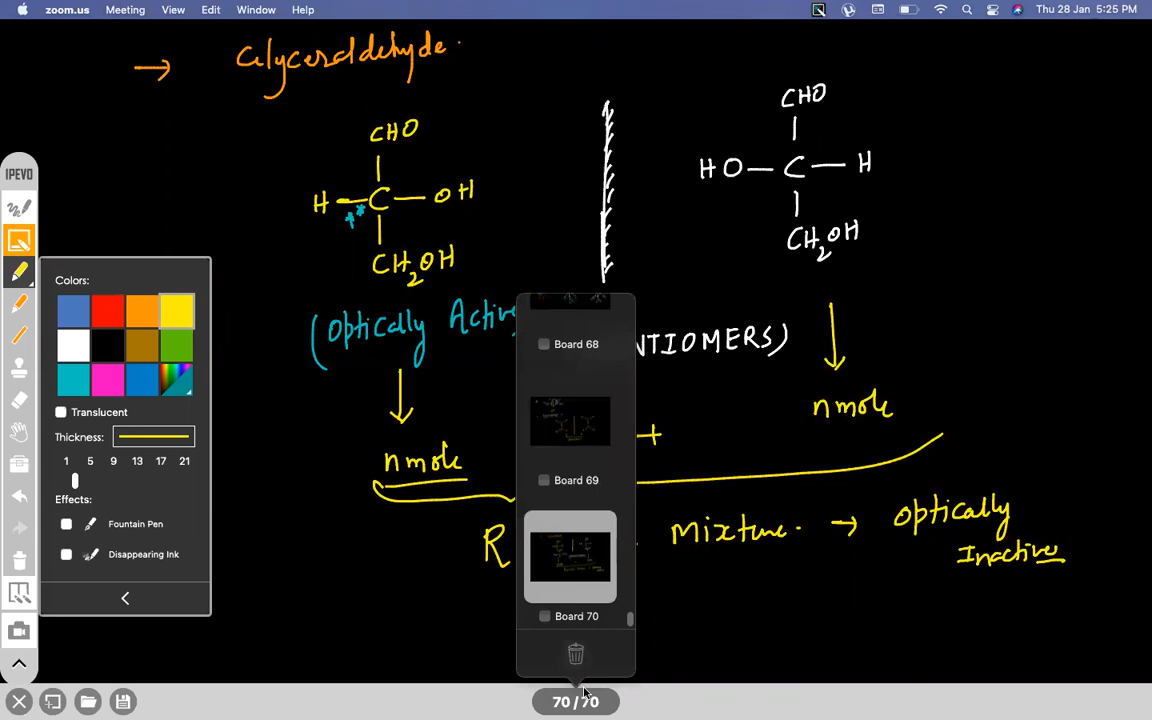 zoom.us Meeting View Edit Window Help Thu 28 Jan 5:25 PM
→ Glyceraldehyde.
CHO
H — C — OH
**
CH2OH
CHO
HO — C — H
CH2OH
(Optically Activ
NTIOMERS)
nmole
+
nmole
R
Mixture. → Optically
Inactive
IPEVO
Colors:
Translucent
Thickness:
1 5 9 13 17 21
Effects:
Fountain Pen
Disappearing Ink
Board 68
Board 69
Board 70
70 / 70